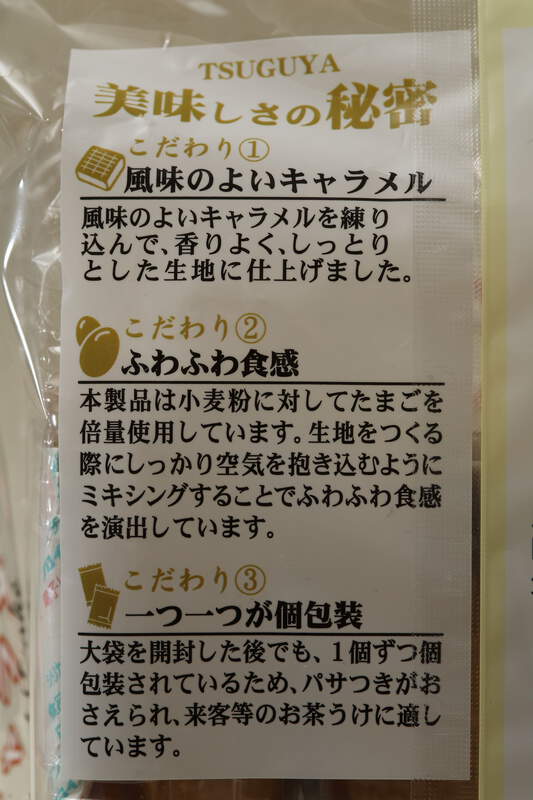 TSUGUYA
美味しさの秘密
こだわり①
風味のよいキャラメル
風味のよいキャラメルを練り
込んで、香りよく、しっとり
とした生地に仕上げました。
こだわり②
ふわふわ食感
本製品は小麦粉に対してたまごを
倍量使用しています。生地をつくる
際にしっかり空気を抱き込むように
ミキシングすることでふわふわ食感
を演出しています。
こだわり③
一つ一つが個包装
大袋を開封した後でも、1個ずつ個
包装されているため、パサつきがお
さえられ、来客等のお茶うけに適し
ています。